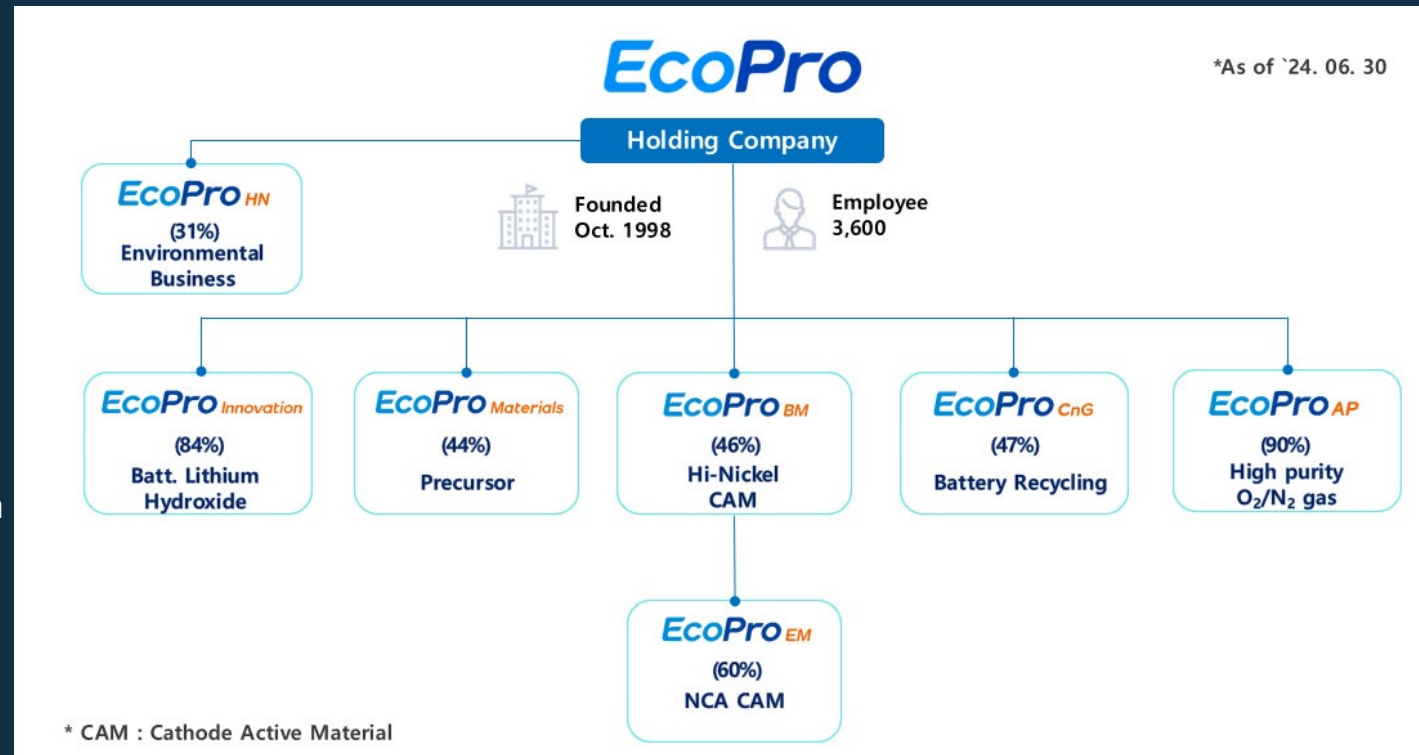 EcoPro
*As of `24. 06. 30
Holding Company
EcoPro HN
(31%)
Environmental
Business
Founded
Oct. 1998
Employee
3,600
EcoPro Innovation
(84%)
Batt. Lithium
Hydroxide
EcoPro Materials
(44%)
Precursor
EcoPro BM
(46%)
Hi-Nickel
CAM
EcoPro CnG
(47%)
Battery Recycling
EcoPro AP
(90%)
High purity
O₂/N₂ gas
EcoPro EM
(60%)
NCA CAM
* CAM : Cathode Active Material